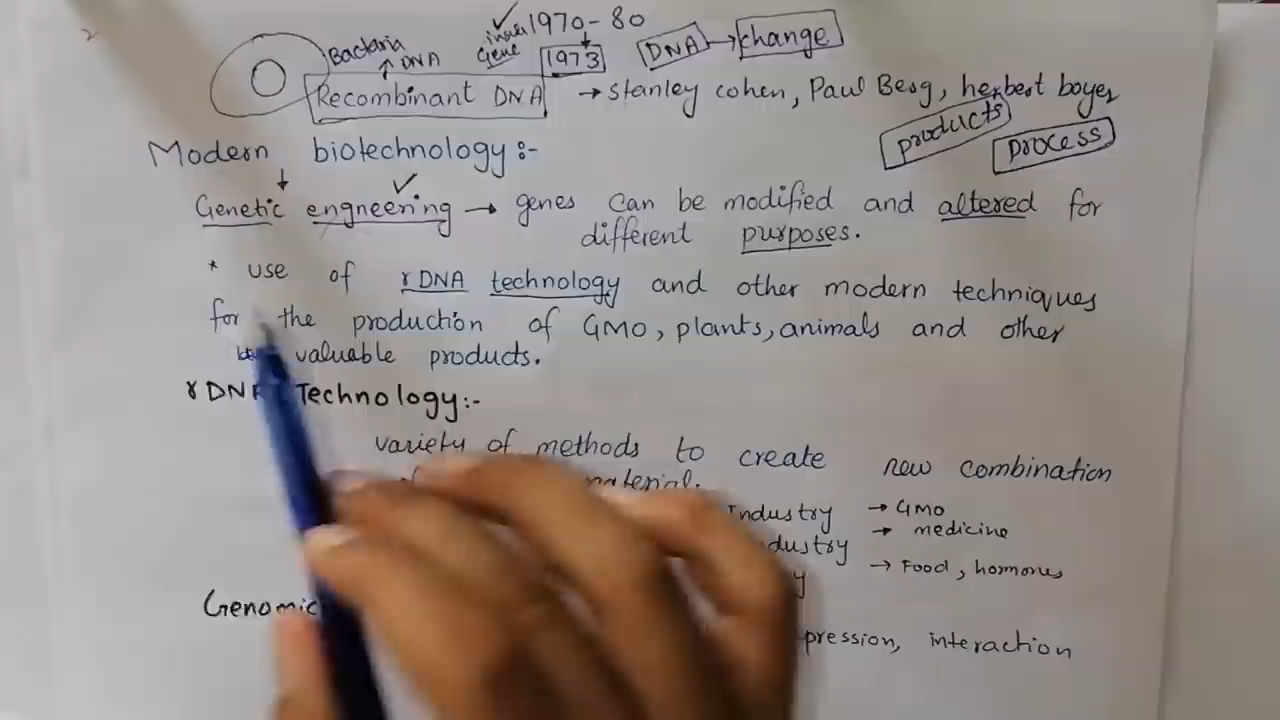 1970-80
Bacteria
DNA
Gene
1973
DNA → change
Recombinant DNA → Stanley cohen, Paul Berg, herbert boyer
products
process
Modern biotechnology:-
Genetic engneering → genes can be modified and altered for
different purposes.
* use of rDNA technology and other modern techniques
for the production of GMO, plants, animals and other
valuable products.
rDNA Technology:-
variety of methods to create new combination
material.
Industry → GMO
→ medicine
→ Food, hormones
Genomic
pression, interaction